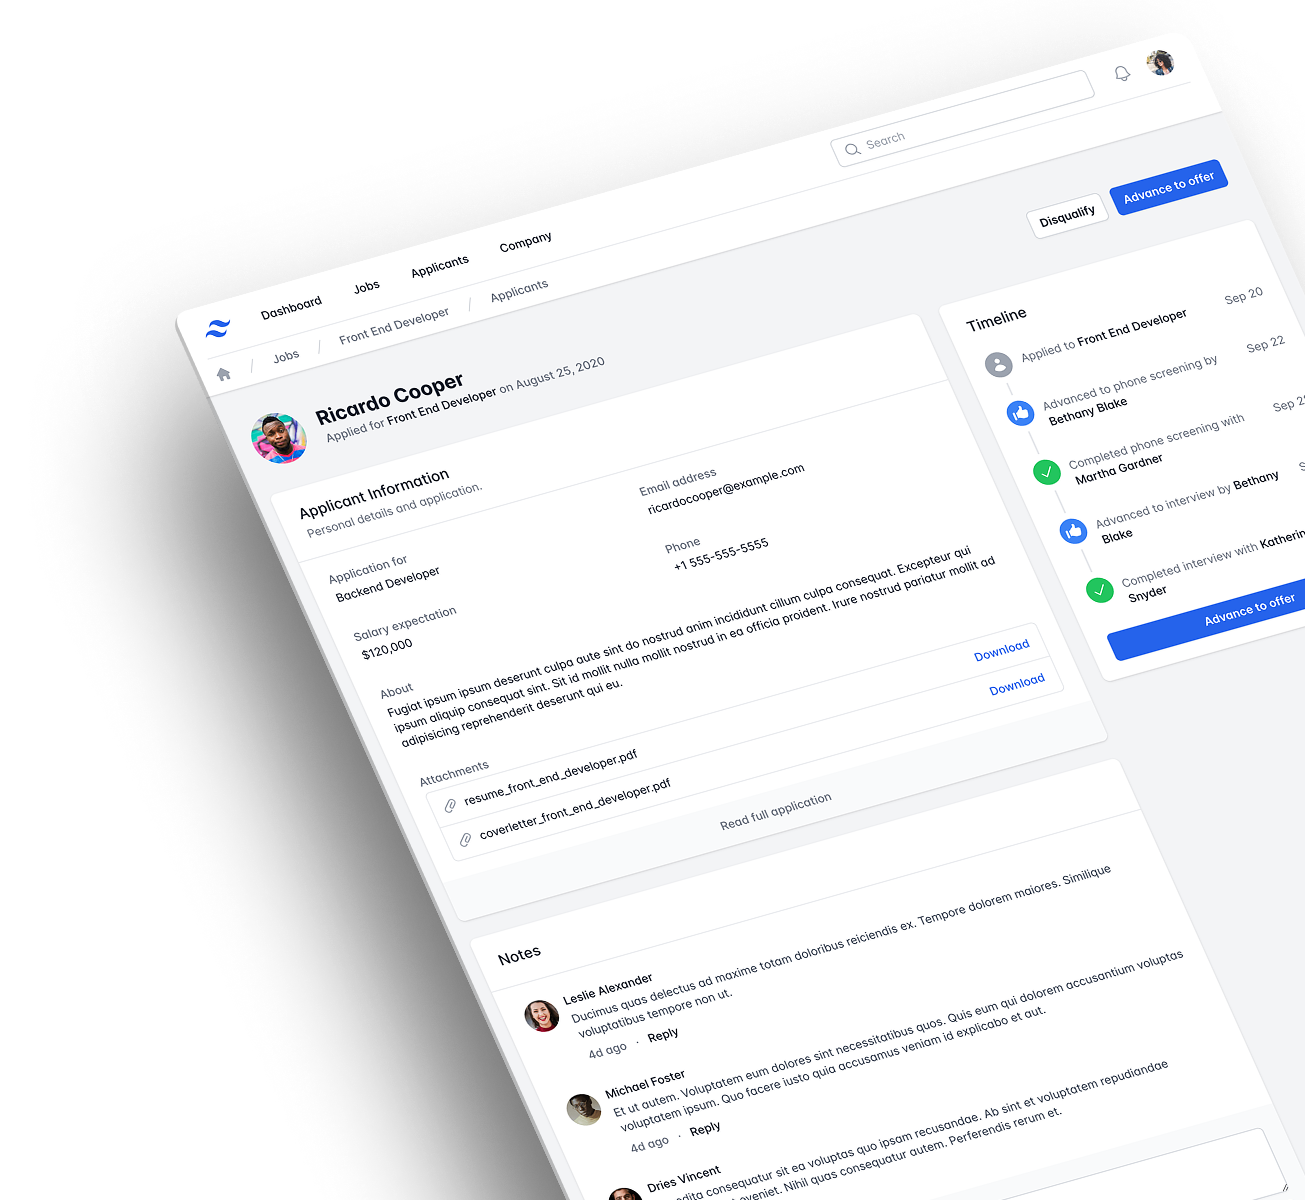 Search
Dashboard
Jobs
Applicants
Company
Jobs
Front End Developer
Applicants
Disqualify
Advance to offer
Ricardo Cooper
Applied for Front End Developer on August 25, 2020
Applicant Information
Personal details and application.
Application for
Backend Developer
Email address
ricardocooper@example.com
Salary expectation
$120,000
Phone
+1 555-555-5555
About
Fugiat ipsum ipsum deserunt culpa aute sint do nostrud anim incididunt cillum culpa consequat. Excepteur qui
ipsum aliquip consequat sint. Sit id mollit nulla mollit nostrud in ea officia proident. Irure nostrud pariatur mollit ad
adipisicing reprehenderit deserunt qui eu.
Attachments
resume_front_end_developer.pdf
Download
coverletter_front_end_developer.pdf
Download
Read full application
Timeline
Applied to Front End Developer
Sep 20
Advanced to phone screening by
Bethany Blake
Sep 22
Completed phone screening with
Martha Gardner
Sep
Advanced to interview by Bethany
Blake
Completed interview with
Snyder
Advance to offer
Notes
Leslie Alexander
Ducimus quas delectus ad maxime totam doloribus reiciendis ex. Tempore dolorem maiores. Similique
voluptatibus tempore non ut.
4d ago · Reply
Michael Foster
Et ut autem. Voluptatem eum dolores sint necessitatibus quos. Quis eum qui dolorem accusantium voluptas
voluptatem ipsum. Quo facere iusto quia accusamus veniam id explicabo et aut.
4d ago · Reply
Dries Vincent
consequatur sit ea voluptas quo ipsam recusandae. Ab sint et voluptatem repudiandae
Nihil quas consequatur autem. Perferendis rerum et.